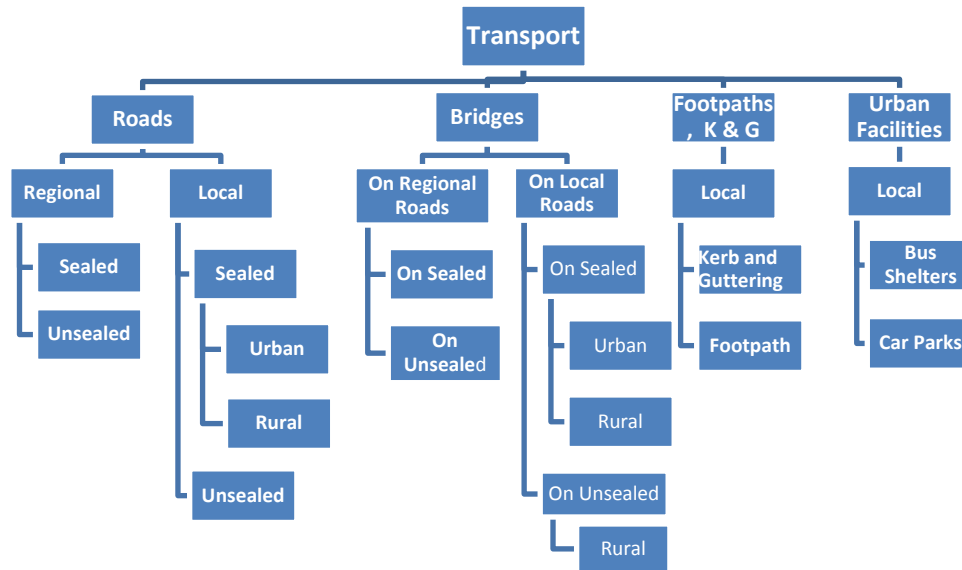 Transport
Roads
Bridges
Footpaths
, K & G
Urban
Facilities
Regional
Local
On Regional
Roads
On Local
Roads
Local
Local
Sealed
Sealed
On Sealed
On Sealed
Kerb and
Guttering
Bus
Shelters
Unsealed
Urban
On
Unsealed
Urban
Footpath
Car Parks
Rural
Rural
Unsealed
On Unsealed
Rural